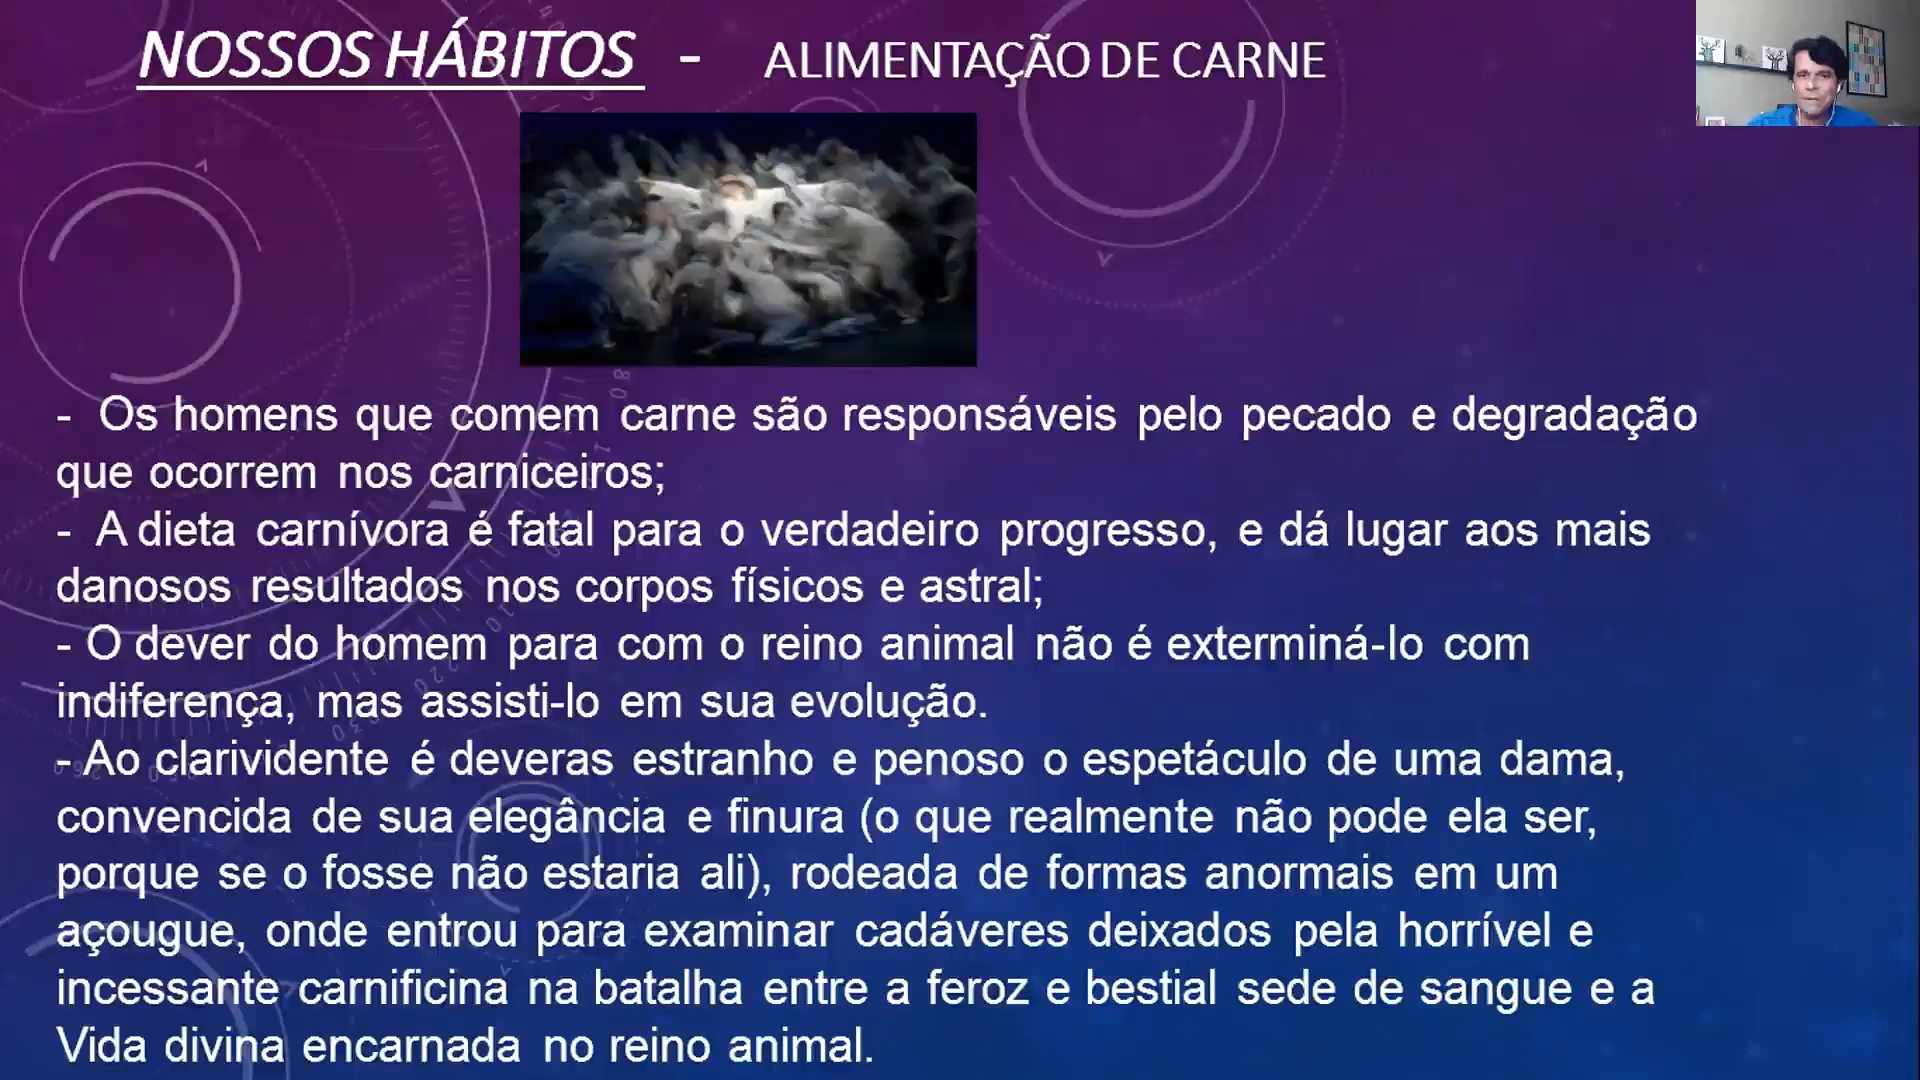 NOSSOS HÁBITOS - ALIMENTAÇÃO DE CARNE
- Os homens que comem carne são responsáveis pelo pecado e degradação
que ocorrem nos carniceiros;
- A dieta carnívora é fatal para o verdadeiro progresso, e dá lugar aos mais
danosos resultados nos corpos físicos e astral;
- O dever do homem para com o reino animal não é exterminá-lo com
indiferença, mas assisti-lo em sua evolução.
- Ao clarividente é deveras estranho e penoso o espetáculo de uma dama,
convencida de sua elegância e finura (o que realmente não pode ela ser,
porque se o fosse não estaria ali), rodeada de formas anormais em um
açougue, onde entrou para examinar cadáveres deixados pela horrível e
incessante carnificina na batalha entre a feroz e bestial sede de sangue e a
Vida divina encarnada no reino animal.